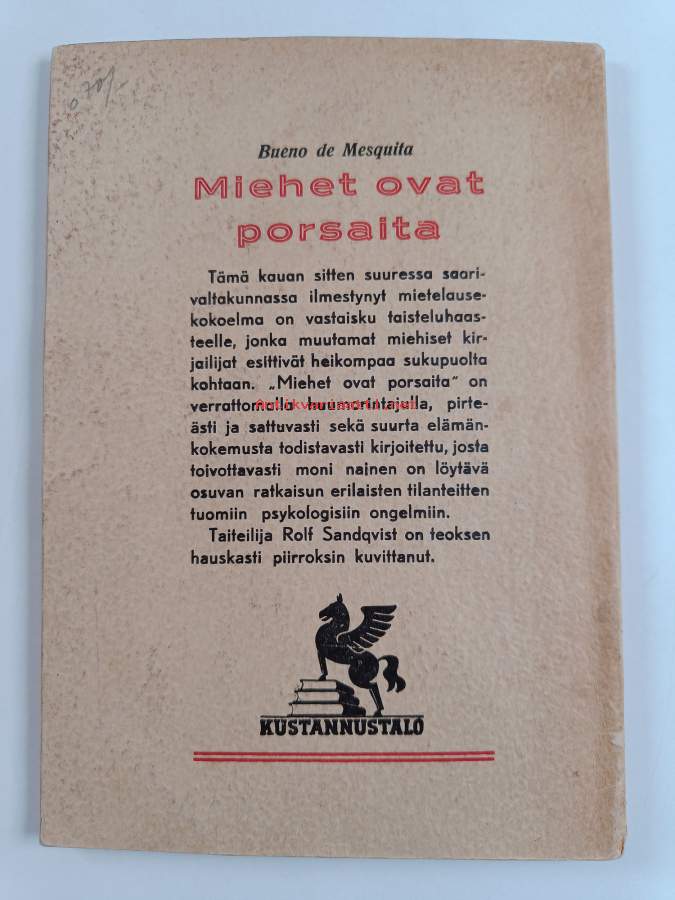 Bueno de Mesquita
Miehet ovat
porsaita
Tämä kauan sitten suuressa saari-
valtakunnassa ilmestynyt mietelause-
kokoelma on vastaisku taisteluhaas-
teelle, jonka muutamat miehiset kir-
jailijat esittivät heikompaa sukupuolta
kohtaan. „Miehet ovat porsaita" on
verrattomalla huumorintajulla, pirte-
ästi ja sattuvasti sekä suurta elämän-
kokemusta todistavasti kirjoitettu, josta
toivottavasti moni nainen on löytävä
osuvan ratkaisun erilaisten tilanteitten
tuomiin psykologisiin ongelmiin.
Taiteilija Rolf Sandqvist on teoksen
hauskasti piirroksin kuvittanut.
KUSTANNUSTALO